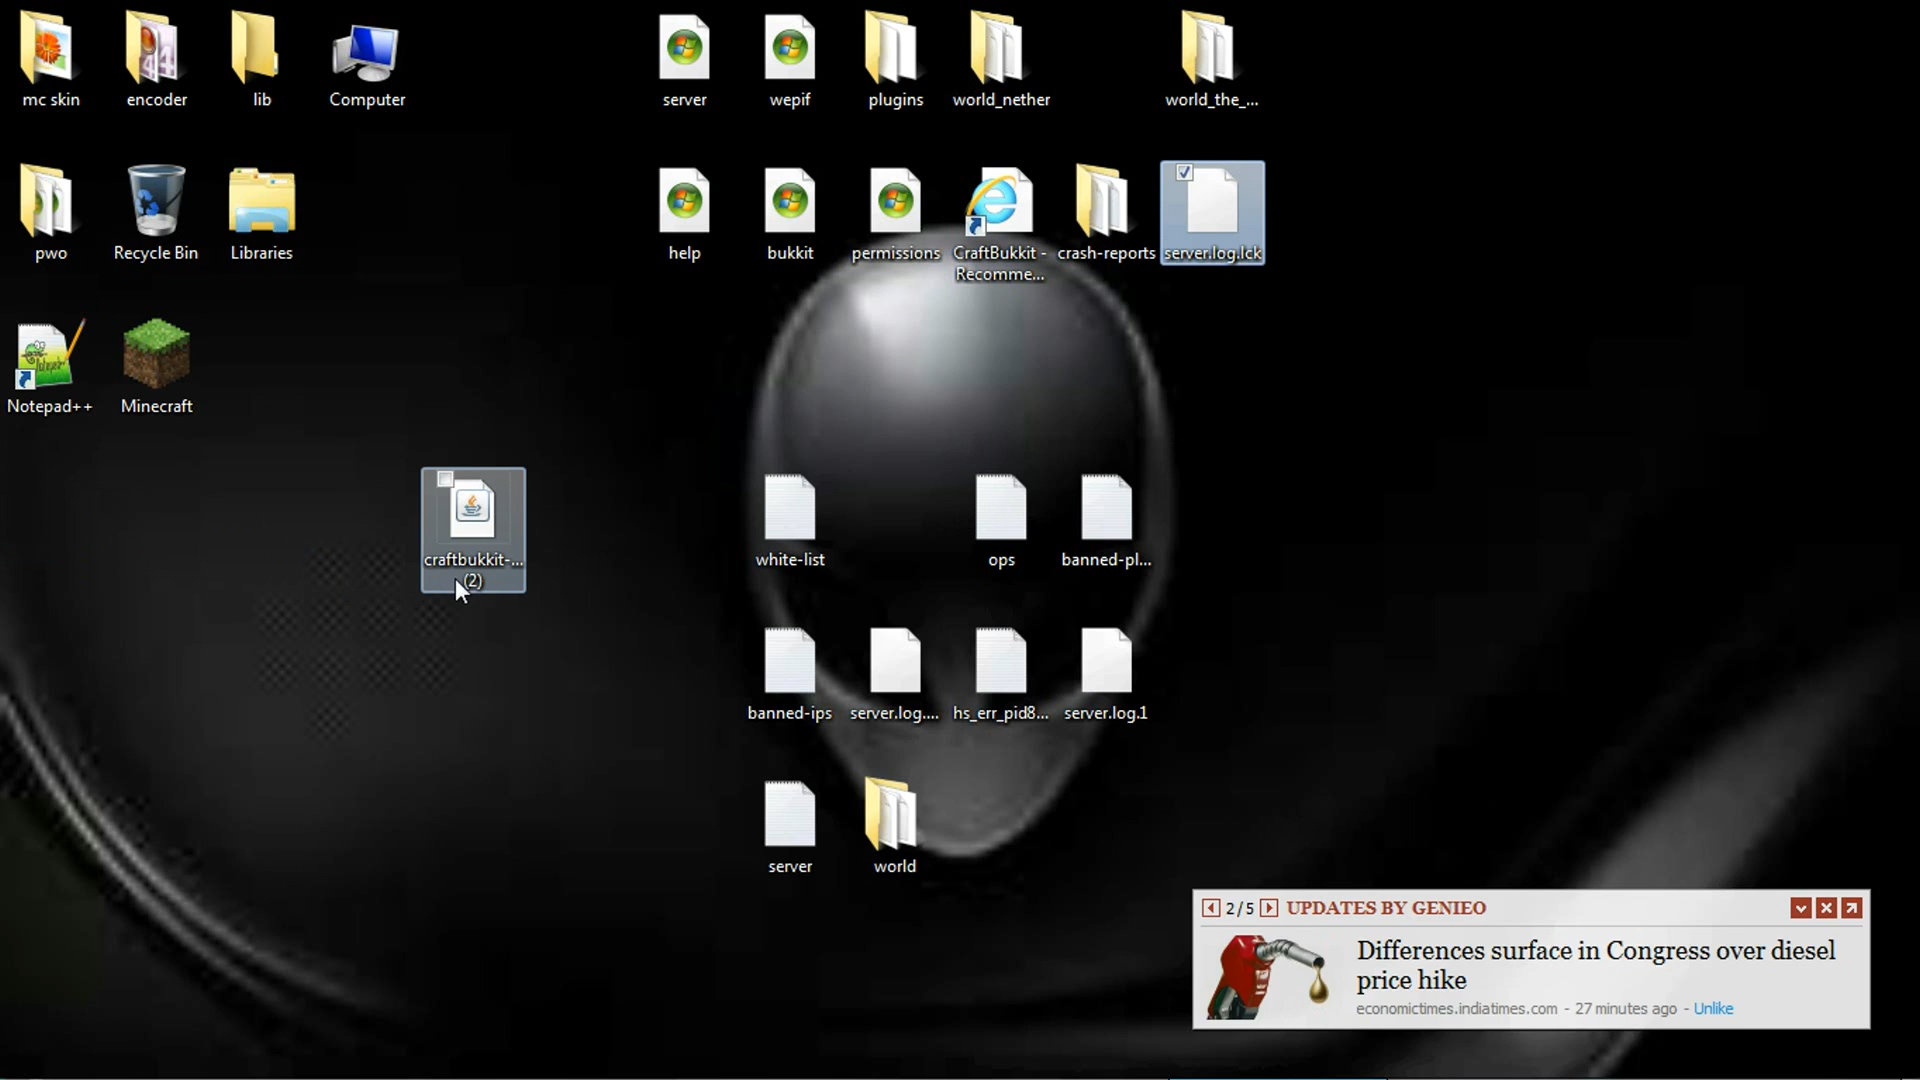 mc skin
encoder
lib
Computer
server
wepif
plugins
world_nether
world_the_...
pwo
Recycle Bin
Libraries
help
bukkit
permissions
CraftBukkit -
Recomme...
crash-reports
server.log.lck
Notepad++
Minecraft
craftbukkit-...
(2)
white-list
ops
banned-pl...
banned-ips
server.log....
hs_err_pid8...
server.log.1
server
world
2/5 UPDATES BY GENIEO
Differences surface in Congress over diesel
price hike
economictimes.indiatimes.com - 27 minutes ago - Unlike